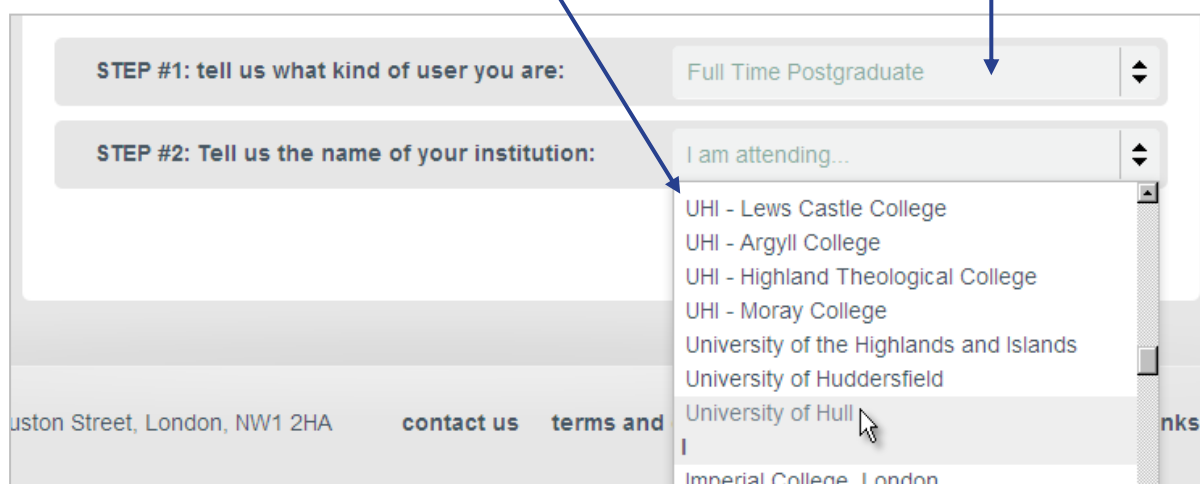 STEP #1: tell us what kind of user you are:
Full Time Postgraduate
STEP #2: Tell us the name of your institution:
I am attending...
UHI - Lews Castle College
UHI - Argyll College
UHI - Highland Theological College
UHI - Moray College
University of the Highlands and Islands
University of Huddersfield
University of Hull
I
Imperial College, London
uston Street, London, NW1 2HA contact us terms and nks